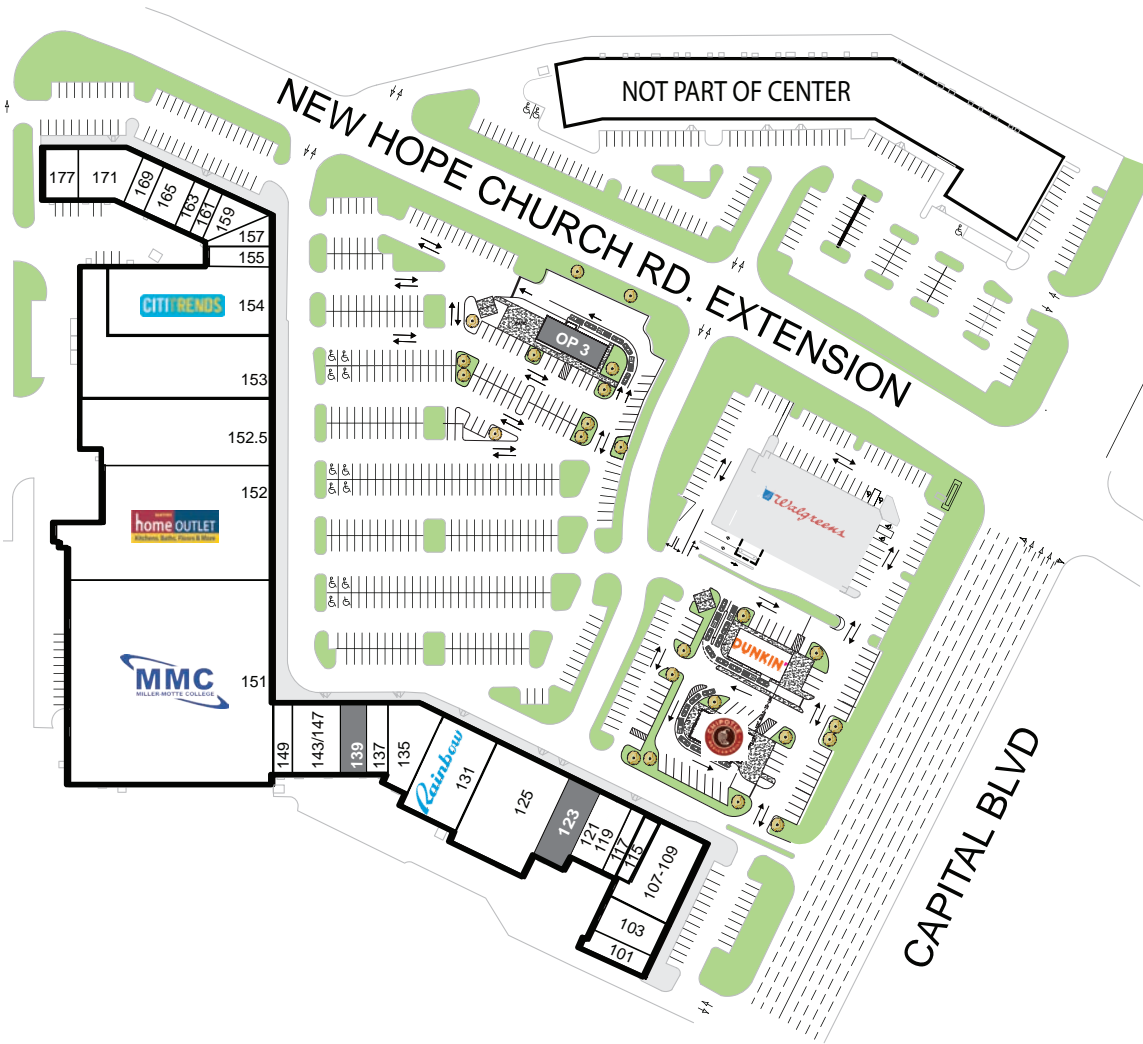 NOT PART OF CENTER
NEW HOPE CHURCH RD. EXTENSION
177
171
169
165
163
161
159
157
155
CITITRENDS
154
153
152.5
152
home OUTLET
Kitchens, Baths, Floors & More
MMC
MILLER-MOTTE COLLEGE
151
OP 3
Walgreens
DUNKIN'
CHIPOTLE
149
143/147
139
137
135
Rainbow
131
125
123
121
119
117
115
107-109
103
101
CAPITAL BLVD